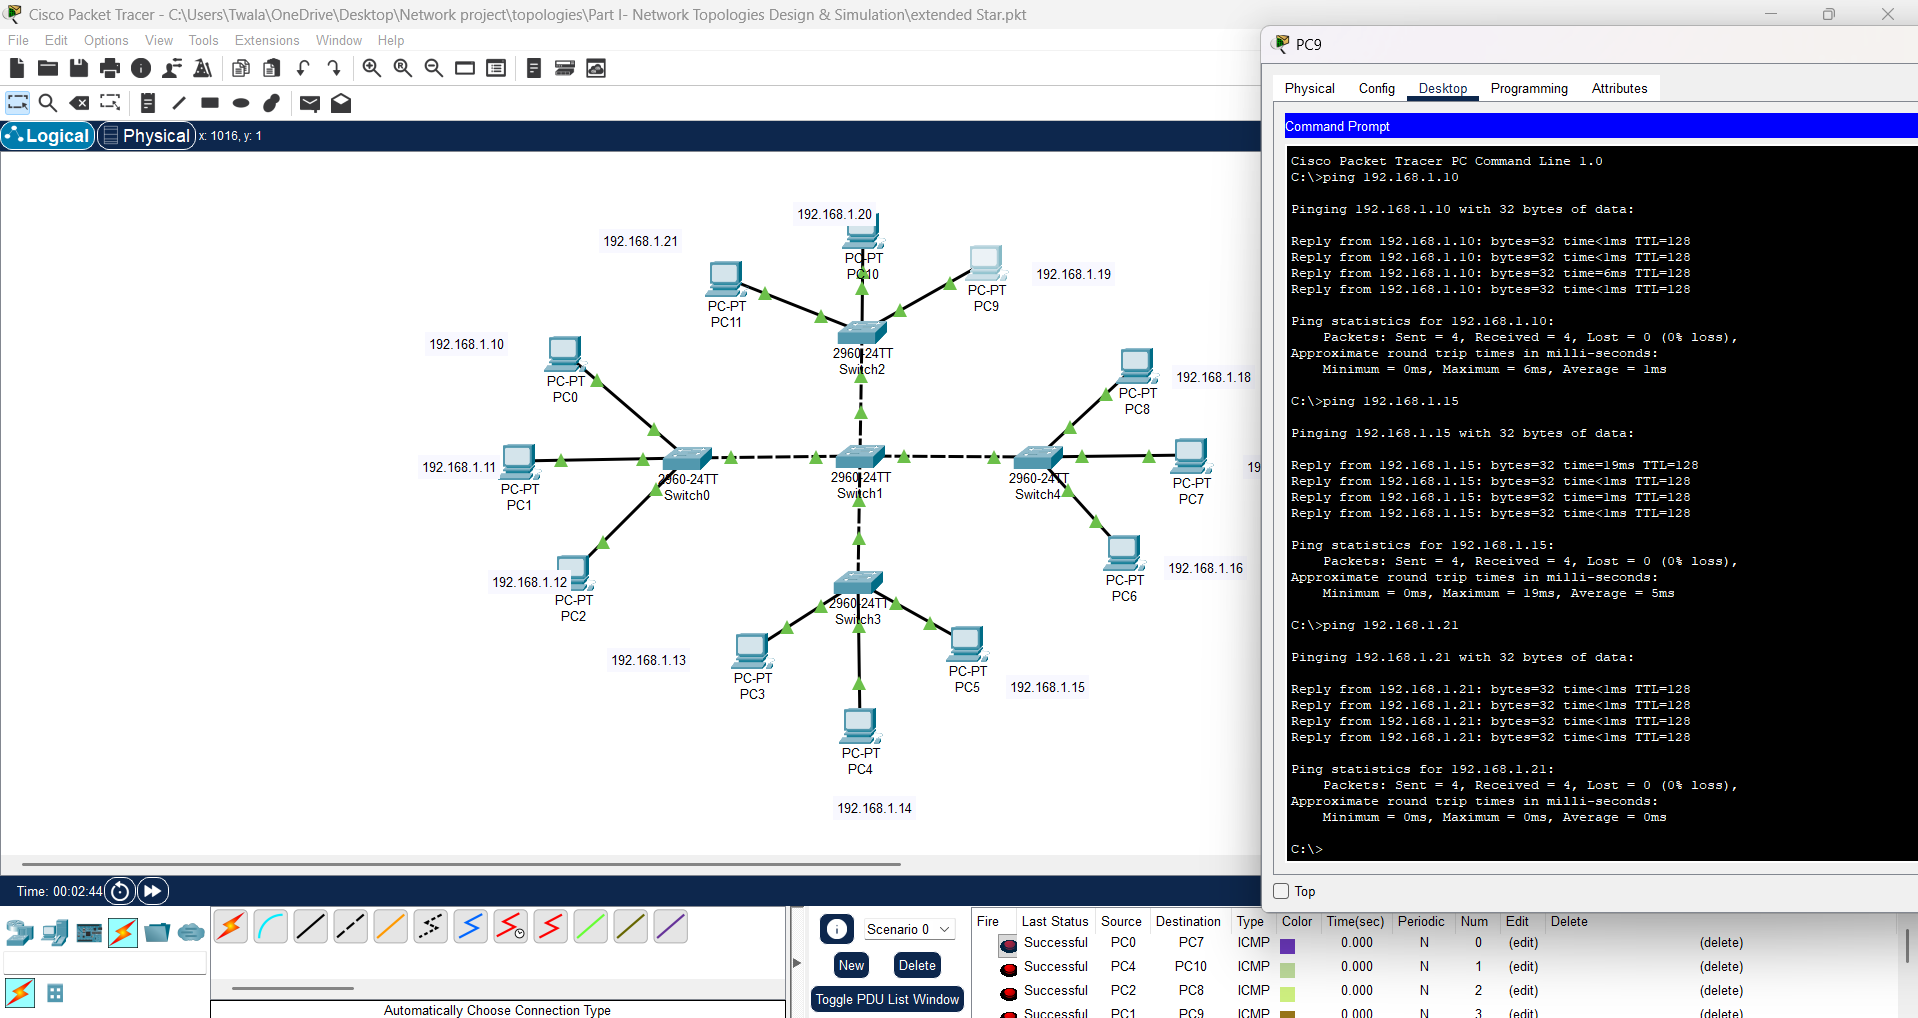 Cisco Packet Tracer - C:\Users\Twala\OneDrive\Desktop\Network project\topologies\Part I- Network Topologies Design & Simulation\extended Star.pkt
File Edit Options View Tools Extensions Window Help
Logical Physical x: 1016, y: 1
192.168.1.20
192.168.1.21
PC-PT
PC10
192.168.1.19
PC-PT
PC9
PC-PT
PC11
192.168.1.10
2960-24TT
Switch2
PC-PT
PC0
192.168.1.18
PC-PT
PC8
192.168.1.11
PC-PT
PC1
2960-24TT
Switch0
2960-24TT
Switch1
2960-24TT
Switch4
19
PC-PT
PC7
192.168.1.12
PC-PT
PC2
192.168.1.16
PC-PT
PC6
2960-24TT
Switch3
192.168.1.13
PC-PT
PC3
PC-PT
PC5
192.168.1.15
PC-PT
PC4
192.168.1.14
PC9
Physical Config Desktop Programming Attributes
Command Prompt
Cisco Packet Tracer PC Command Line 1.0
C:\>ping 192.168.1.10
Pinging 192.168.1.10 with 32 bytes of data:
Reply from 192.168.1.10: bytes=32 time<1ms TTL=128
Reply from 192.168.1.10: bytes=32 time<1ms TTL=128
Reply from 192.168.1.10: bytes=32 time=6ms TTL=128
Reply from 192.168.1.10: bytes=32 time<1ms TTL=128
Ping statistics for 192.168.1.10:
Packets: Sent = 4, Received = 4, Lost = 0 (0% loss),
Approximate round trip times in milli-seconds:
Minimum = 0ms, Maximum = 6ms, Average = 1ms
C:\>ping 192.168.1.15
Pinging 192.168.1.15 with 32 bytes of data:
Reply from 192.168.1.15: bytes=32 time=19ms TTL=128
Reply from 192.168.1.15: bytes=32 time<1ms TTL=128
Reply from 192.168.1.15: bytes=32 time=1ms TTL=128
Reply from 192.168.1.15: bytes=32 time<1ms TTL=128
Ping statistics for 192.168.1.15:
Packets: Sent = 4, Received = 4, Lost = 0 (0% loss),
Approximate round trip times in milli-seconds:
Minimum = 0ms, Maximum = 19ms, Average = 5ms
C:\>ping 192.168.1.21
Pinging 192.168.1.21 with 32 bytes of data:
Reply from 192.168.1.21: bytes=32 time<1ms TTL=128
Reply from 192.168.1.21: bytes=32 time<1ms TTL=128
Reply from 192.168.1.21: bytes=32 time<1ms TTL=128
Reply from 192.168.1.21: bytes=32 time<1ms TTL=128
Ping statistics for 192.168.1.21:
Packets: Sent = 4, Received = 4, Lost = 0 (0% loss),
Approximate round trip times in milli-seconds:
Minimum = 0ms, Maximum = 0ms, Average = 0ms
C:\>
Top
Time: 00:02:44
Automatically Choose Connection Type
Scenario 0
New Delete
Toggle PDU List Window
Fire Last Status Source Destination Type Color Time(sec) Periodic Num Edit Delete
Successful PC0 PC7 ICMP 0.000 N 0 (edit) (delete)
Successful PC4 PC10 ICMP 0.000 N 1 (edit) (delete)
Successful PC2 PC8 ICMP 0.000 N 2 (edit) (delete)
Successful PC1 PC9 ICMP 0.000 N 3 (edit) (delete)